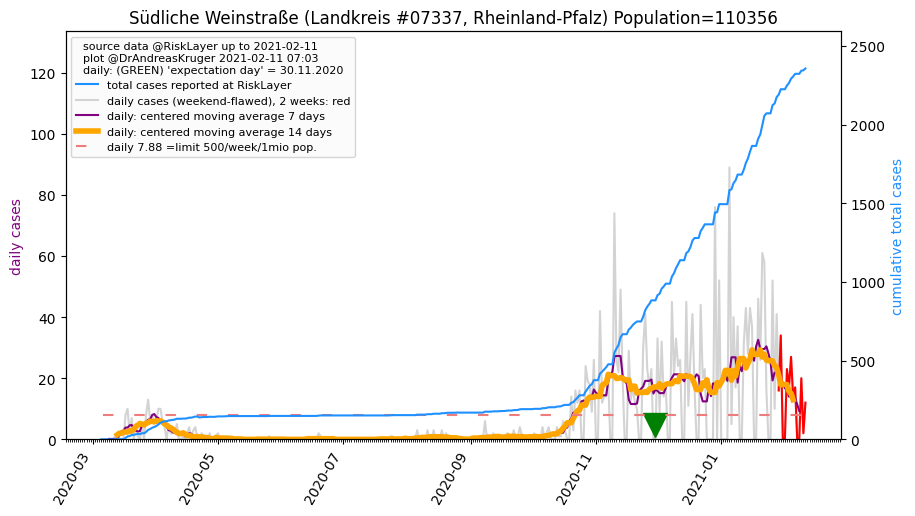 Südliche Weinstraße (Landkreis #07337, Rheinland-Pfalz) Population=110356
source data @RiskLayer up to 2021-02-11
plot @DrAndreasKruger 2021-02-11 07:03
daily: (GREEN) 'expectation day' = 30.11.2020
total cases reported at RiskLayer
daily cases (weekend-flawed), 2 weeks: red
daily: centered moving average 7 days
daily: centered moving average 14 days
daily 7.88 =limit 500/week/1mio pop.
daily cases
120
100
80
60
40
20
0
cumulative total cases
2500
2000
1500
1000
500
0
2020-03
2020-05
2020-07
2020-09
2020-11
2021-01